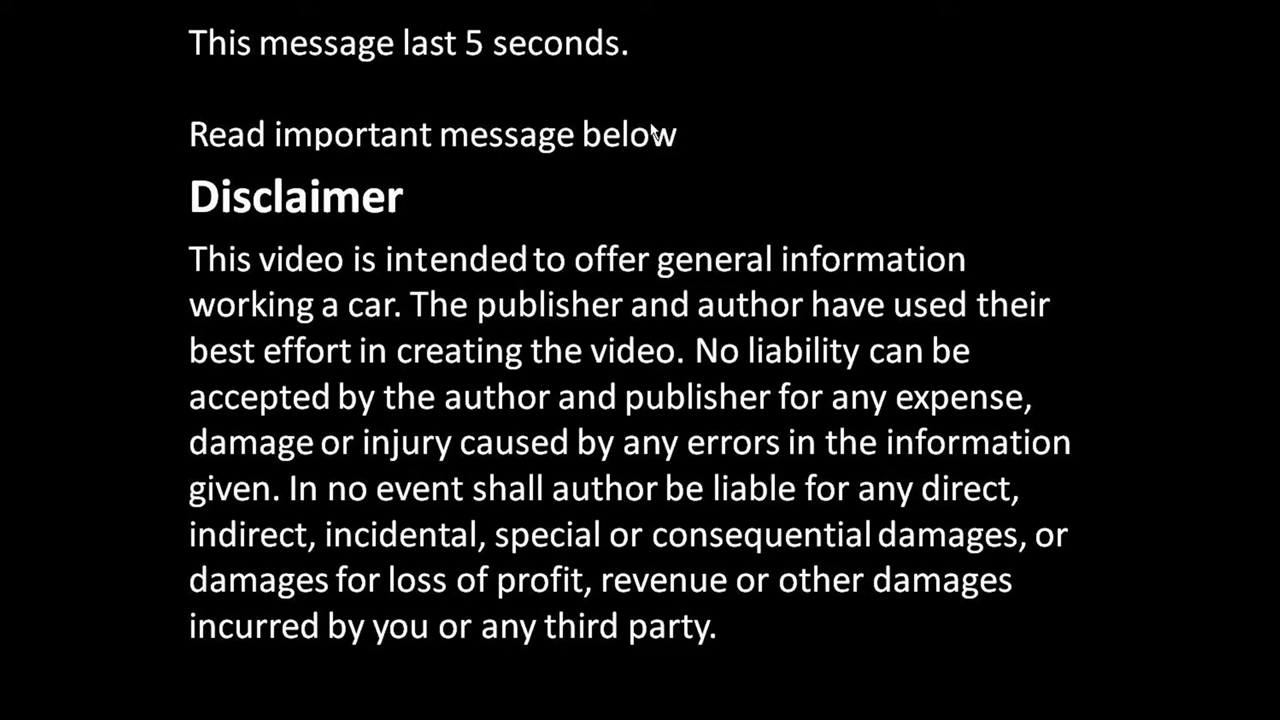 This message last 5 seconds.
Read important message below
Disclaimer
This video is intended to offer general information
working a car. The publisher and author have used their
best effort in creating the video. No liability can be
accepted by the author and publisher for any expense,
damage or injury caused by any errors in the information
given. In no event shall author be liable for any direct,
indirect, incidental, special or consequential damages, or
damages for loss of profit, revenue or other damages
incurred by you or any third party.